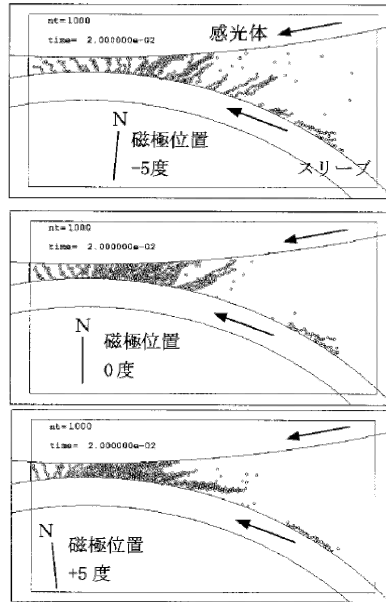 nt=1000
time= 2.000000e-02
感光体
N
磁極位置
-5度
スリーブ
nt=1000
time= 2.000000e-02
N
磁極位置
0度
nt=1000
time= 2.000000e-02
N
磁極位置
+5度